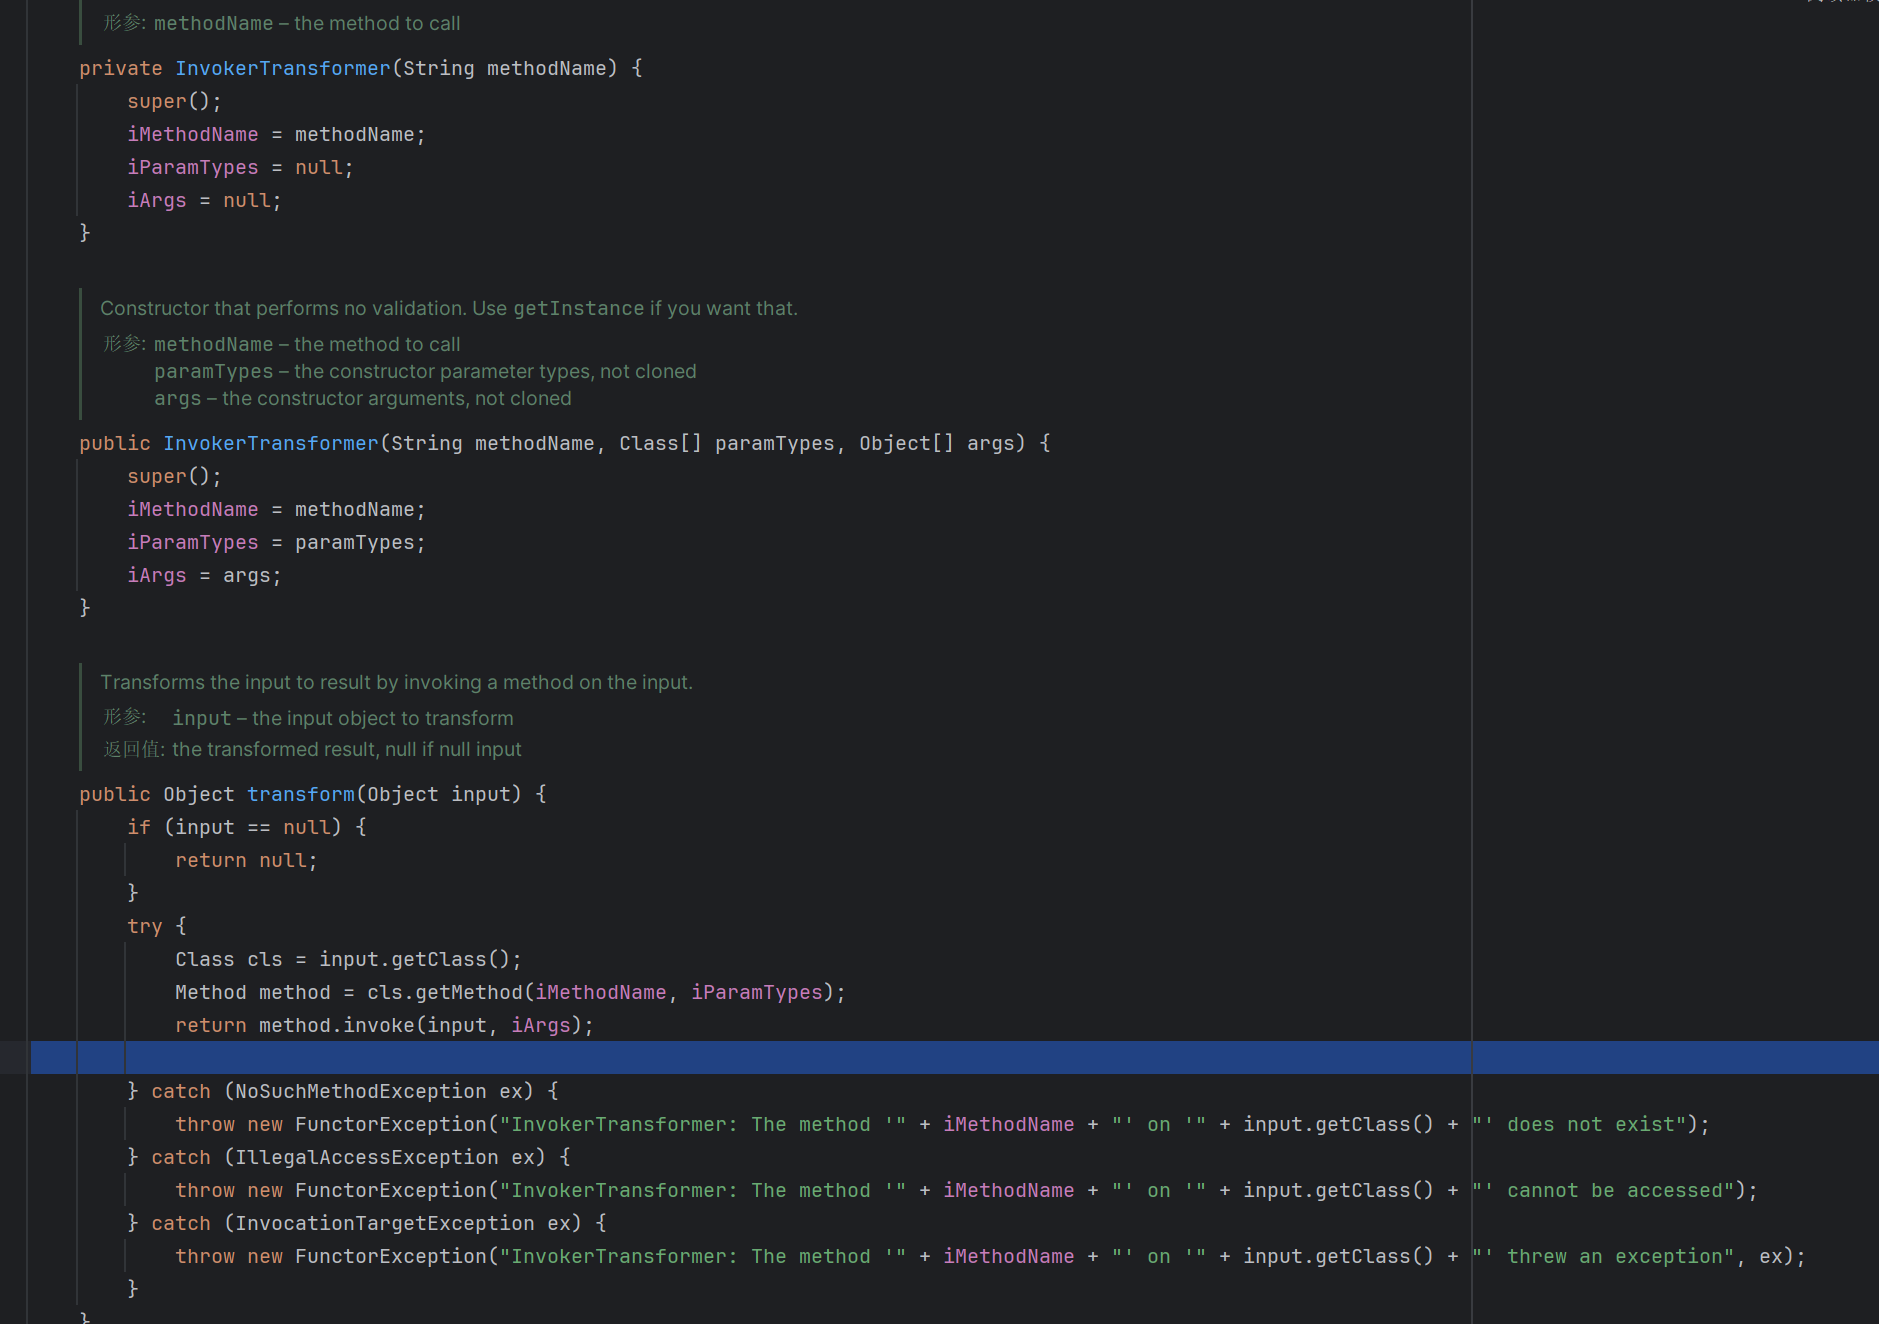 形参: methodName – the method to call
private InvokerTransformer(String methodName) {
super();
iMethodName = methodName;
iParamTypes = null;
iArgs = null;
}
Constructor that performs no validation. Use getInstance if you want that.
形参: methodName – the method to call
paramTypes – the constructor parameter types, not cloned
args – the constructor arguments, not cloned
public InvokerTransformer(String methodName, Class[] paramTypes, Object[] args) {
super();
iMethodName = methodName;
iParamTypes = paramTypes;
iArgs = args;
}
Transforms the input to result by invoking a method on the input.
形参: input – the input object to transform
返回值: the transformed result, null if null input
public Object transform(Object input) {
if (input == null) {
return null;
}
try {
Class cls = input.getClass();
Method method = cls.getMethod(iMethodName, iParamTypes);
return method.invoke(input, iArgs);
} catch (NoSuchMethodException ex) {
throw new FunctorException("InvokerTransformer: The method '" + iMethodName + "' on '" + input.getClass() + "' does not exist");
} catch (IllegalAccessException ex) {
throw new FunctorException("InvokerTransformer: The method '" + iMethodName + "' on '" + input.getClass() + "' cannot be accessed");
} catch (InvocationTargetException ex) {
throw new FunctorException("InvokerTransformer: The method '" + iMethodName + "' on '" + input.getClass() + "' threw an exception", ex);
}
}